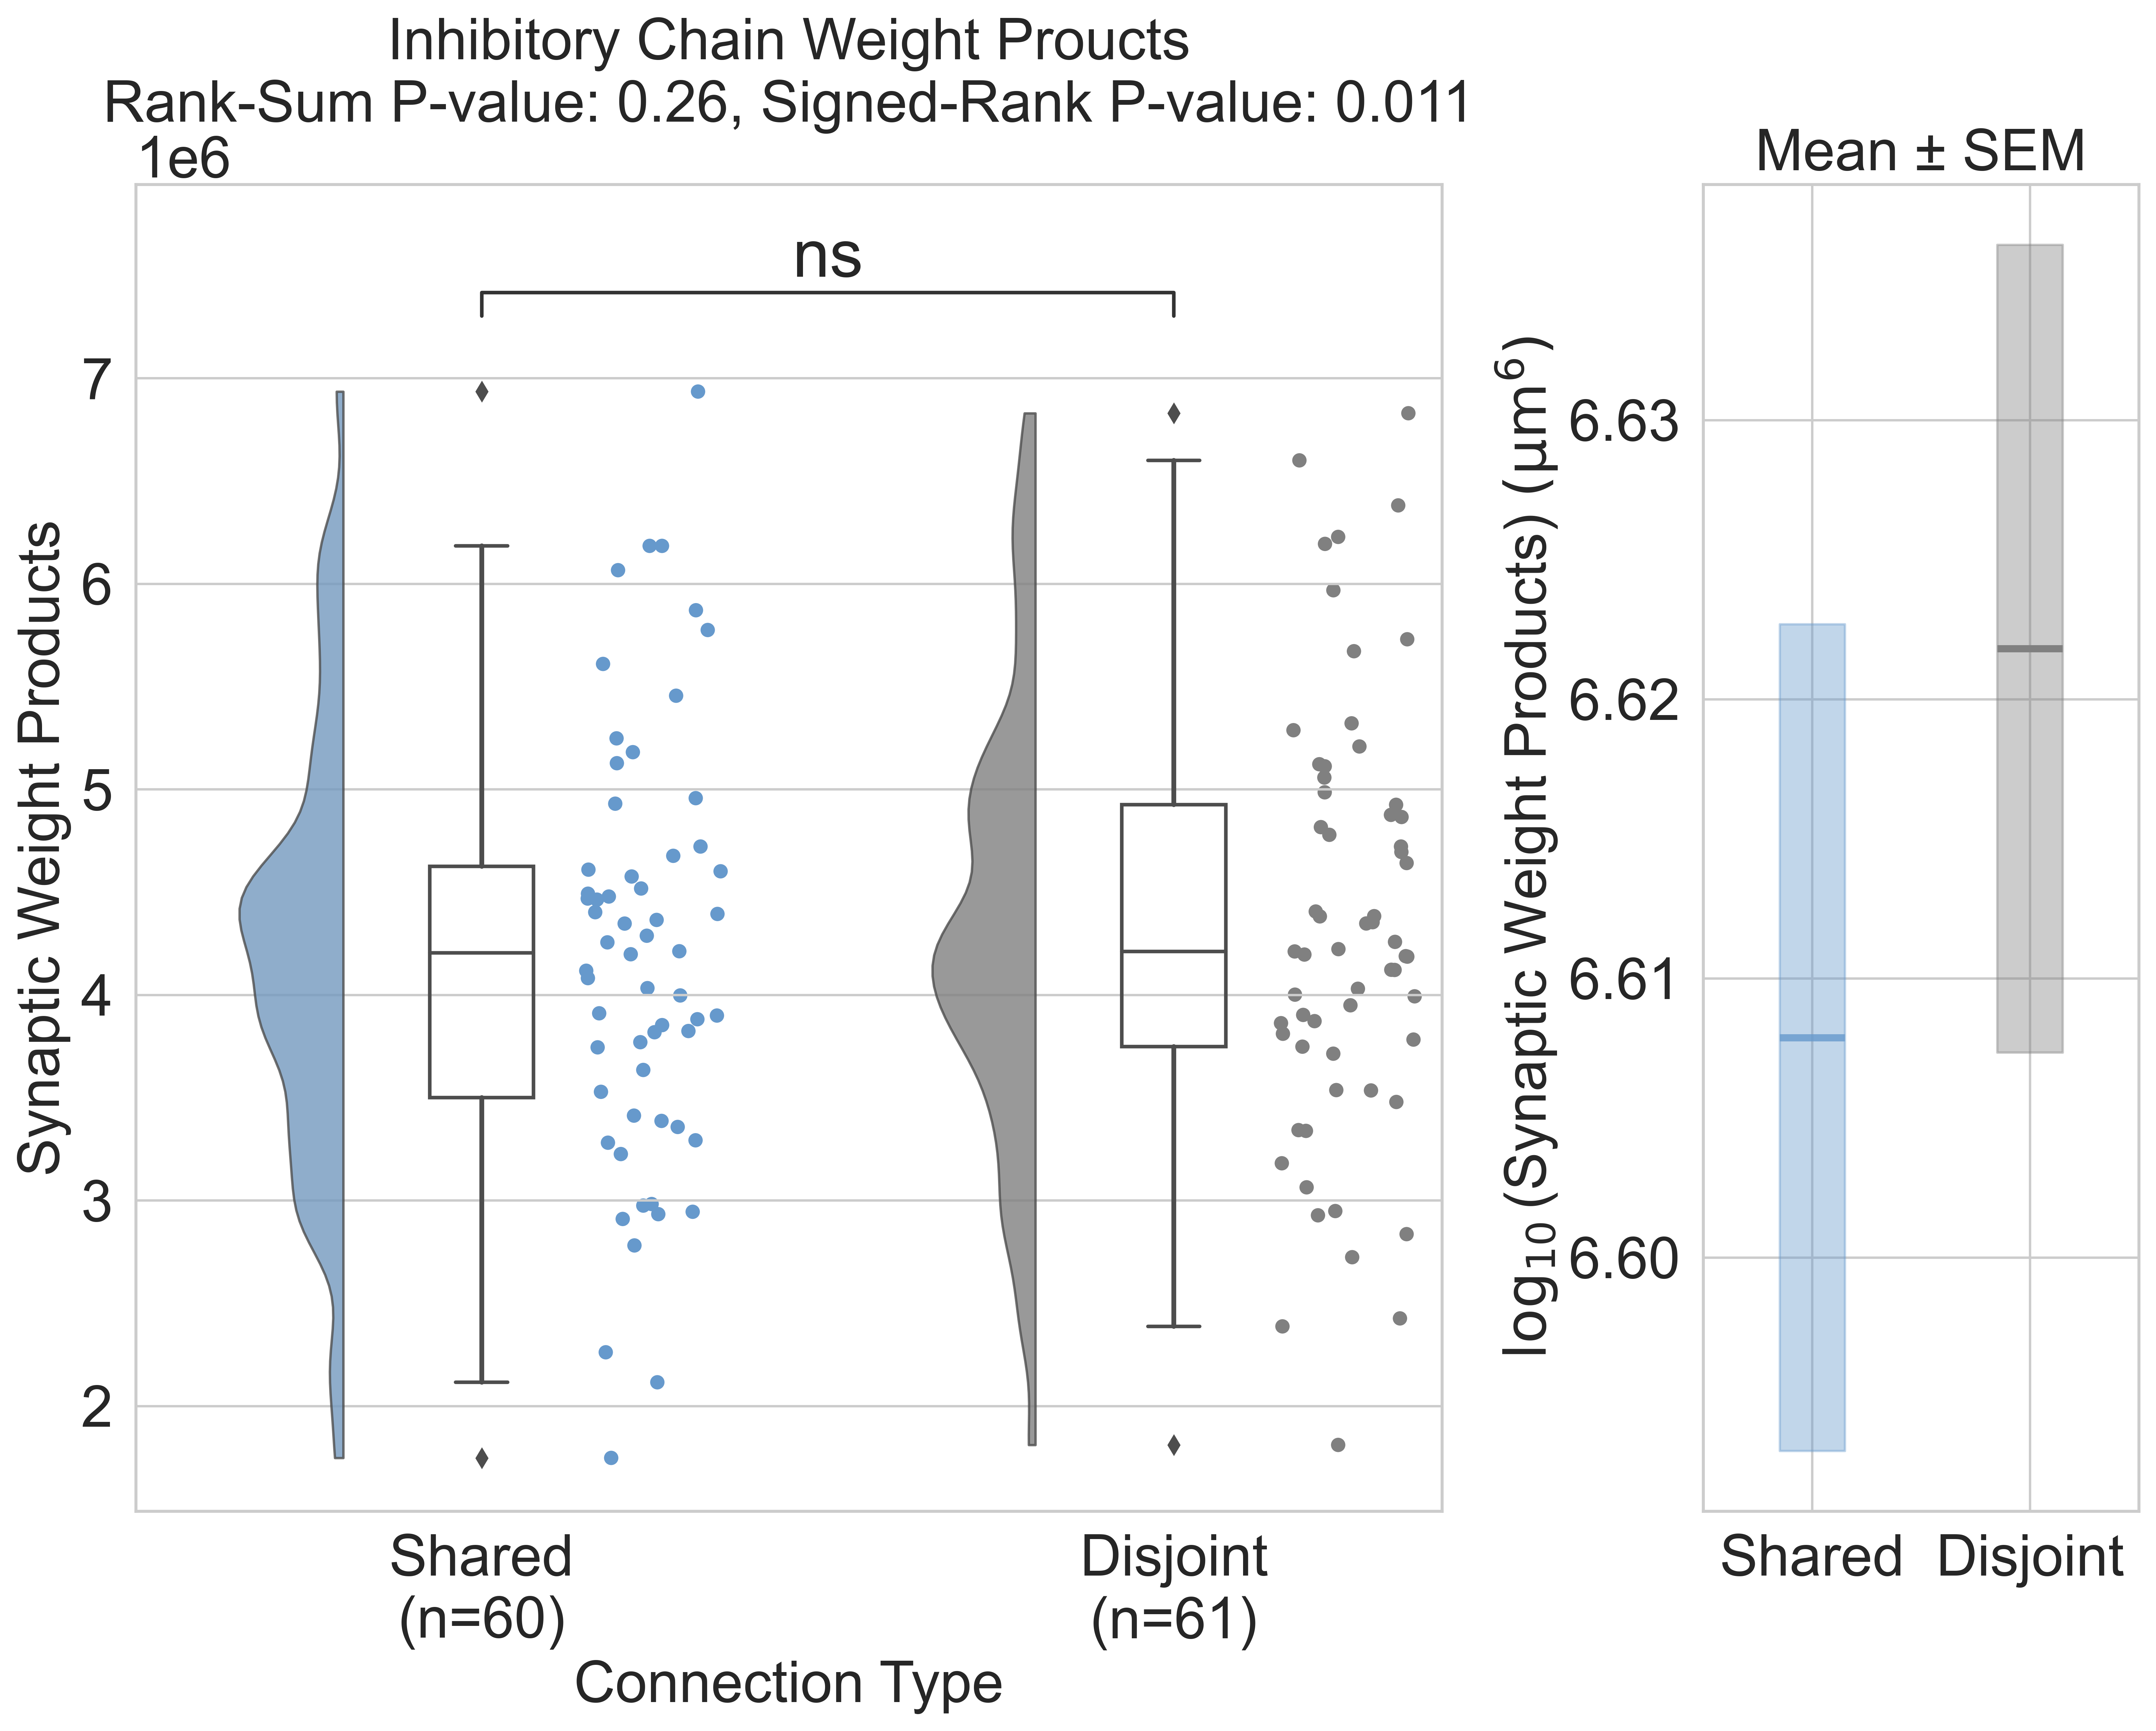 Inhibitory Chain Weight Proucts
Rank-Sum P-value: 0.26, Signed-Rank P-value: 0.011
1e6
Mean ± SEM
ns
7
6
5
4
3
2
Synaptic Weight Products
Shared
(n=60)
Disjoint
(n=61)
Connection Type
log₁₀(Synaptic Weight Products) (μm⁶)
6.63
6.62
6.61
6.60
Shared
Disjoint